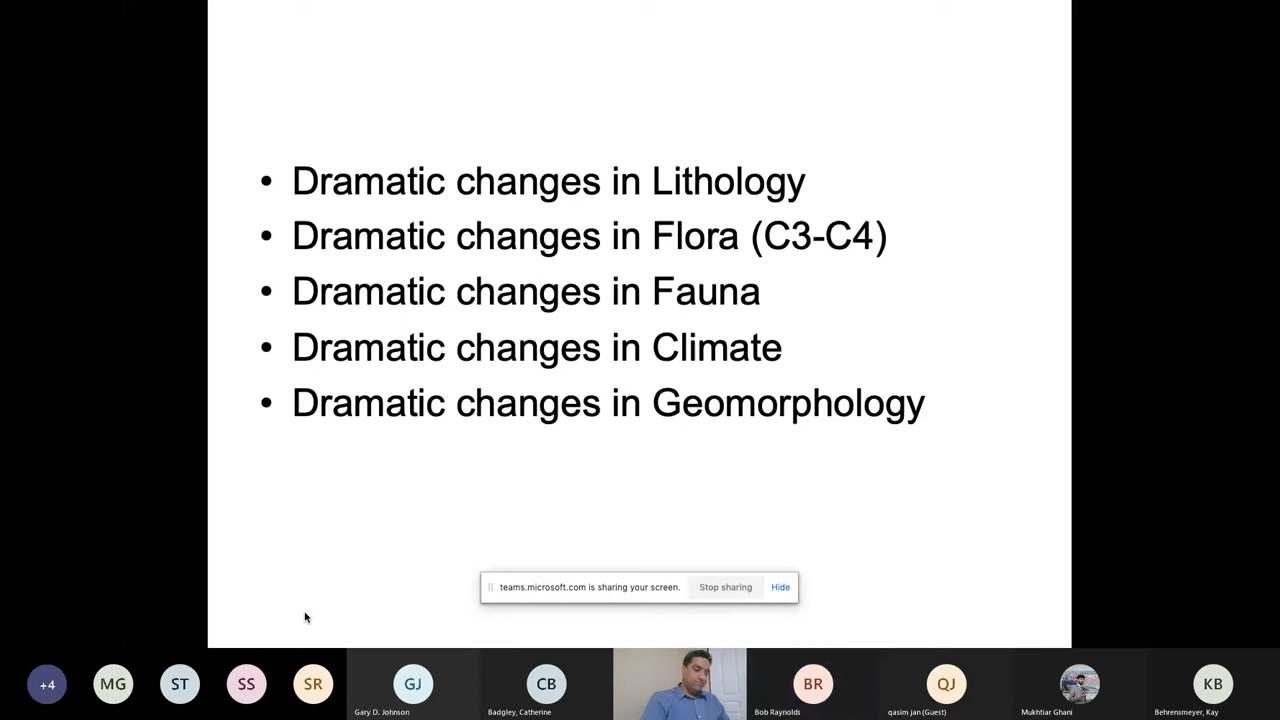 • Dramatic changes in Lithology
• Dramatic changes in Flora (C3-C4)
• Dramatic changes in Fauna
• Dramatic changes in Climate
• Dramatic changes in Geomorphology
teams.microsoft.com is sharing your screen. Stop sharing Hide
+4 MG ST SS SR GJ CB BR QJ KB
Gary D. Johnson Badgley, Catherine Bob Raynolds qasim jan (Guest) Mukhtiar Ghani Behrensmeyer, Kay